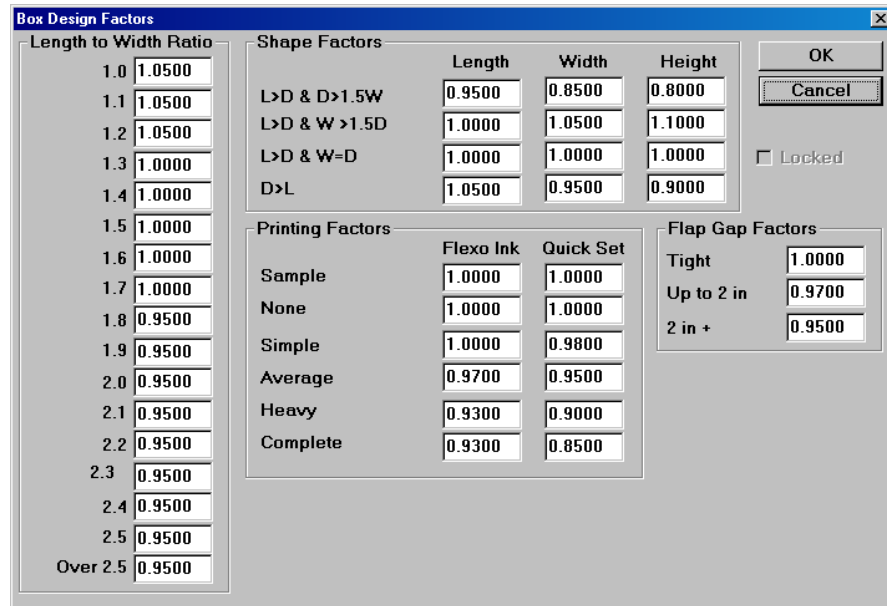 Box Design Factors
Length to Width Ratio
1.0 1.0500
1.1 1.0500
1.2 1.0500
1.3 1.0000
1.4 1.0000
1.5 1.0000
1.6 1.0000
1.7 1.0000
1.8 0.9500
1.9 0.9500
2.0 0.9500
2.1 0.9500
2.2 0.9500
2.3 0.9500
2.4 0.9500
2.5 0.9500
Over 2.5 0.9500
Shape Factors
Length Width Height
L>D & D>1.5W 0.9500 0.8500 0.8000
L>D & W >1.5D 1.0000 1.0500 1.1000
L>D & W=D 1.0000 1.0000 1.0000
D>L 1.0500 0.9500 0.9000
OK
Cancel
Locked
Printing Factors
Flexo Ink Quick Set
Sample 1.0000 1.0000
None 1.0000 1.0000
Simple 1.0000 0.9800
Average 0.9700 0.9500
Heavy 0.9300 0.9000
Complete 0.9300 0.8500
Flap Gap Factors
Tight 1.0000
Up to 2 in 0.9700
2 in + 0.9500